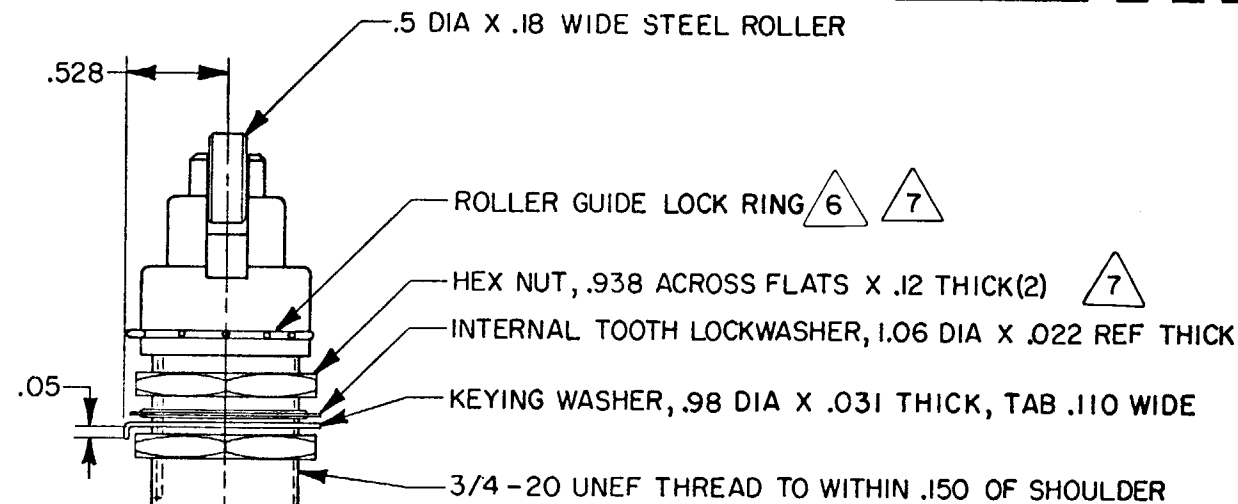 .5 DIA X .18 WIDE STEEL ROLLER
.528
ROLLER GUIDE LOCK RING 6 7
HEX NUT, .938 ACROSS FLATS X .12 THICK(2) 7
INTERNAL TOOTH LOCKWASHER, 1.06 DIA X .022 REF THICK
.05
KEYING WASHER, .98 DIA X .031 THICK, TAB .110 WIDE
3/4-20 UNEF THREAD TO WITHIN .150 OF SHOULDER